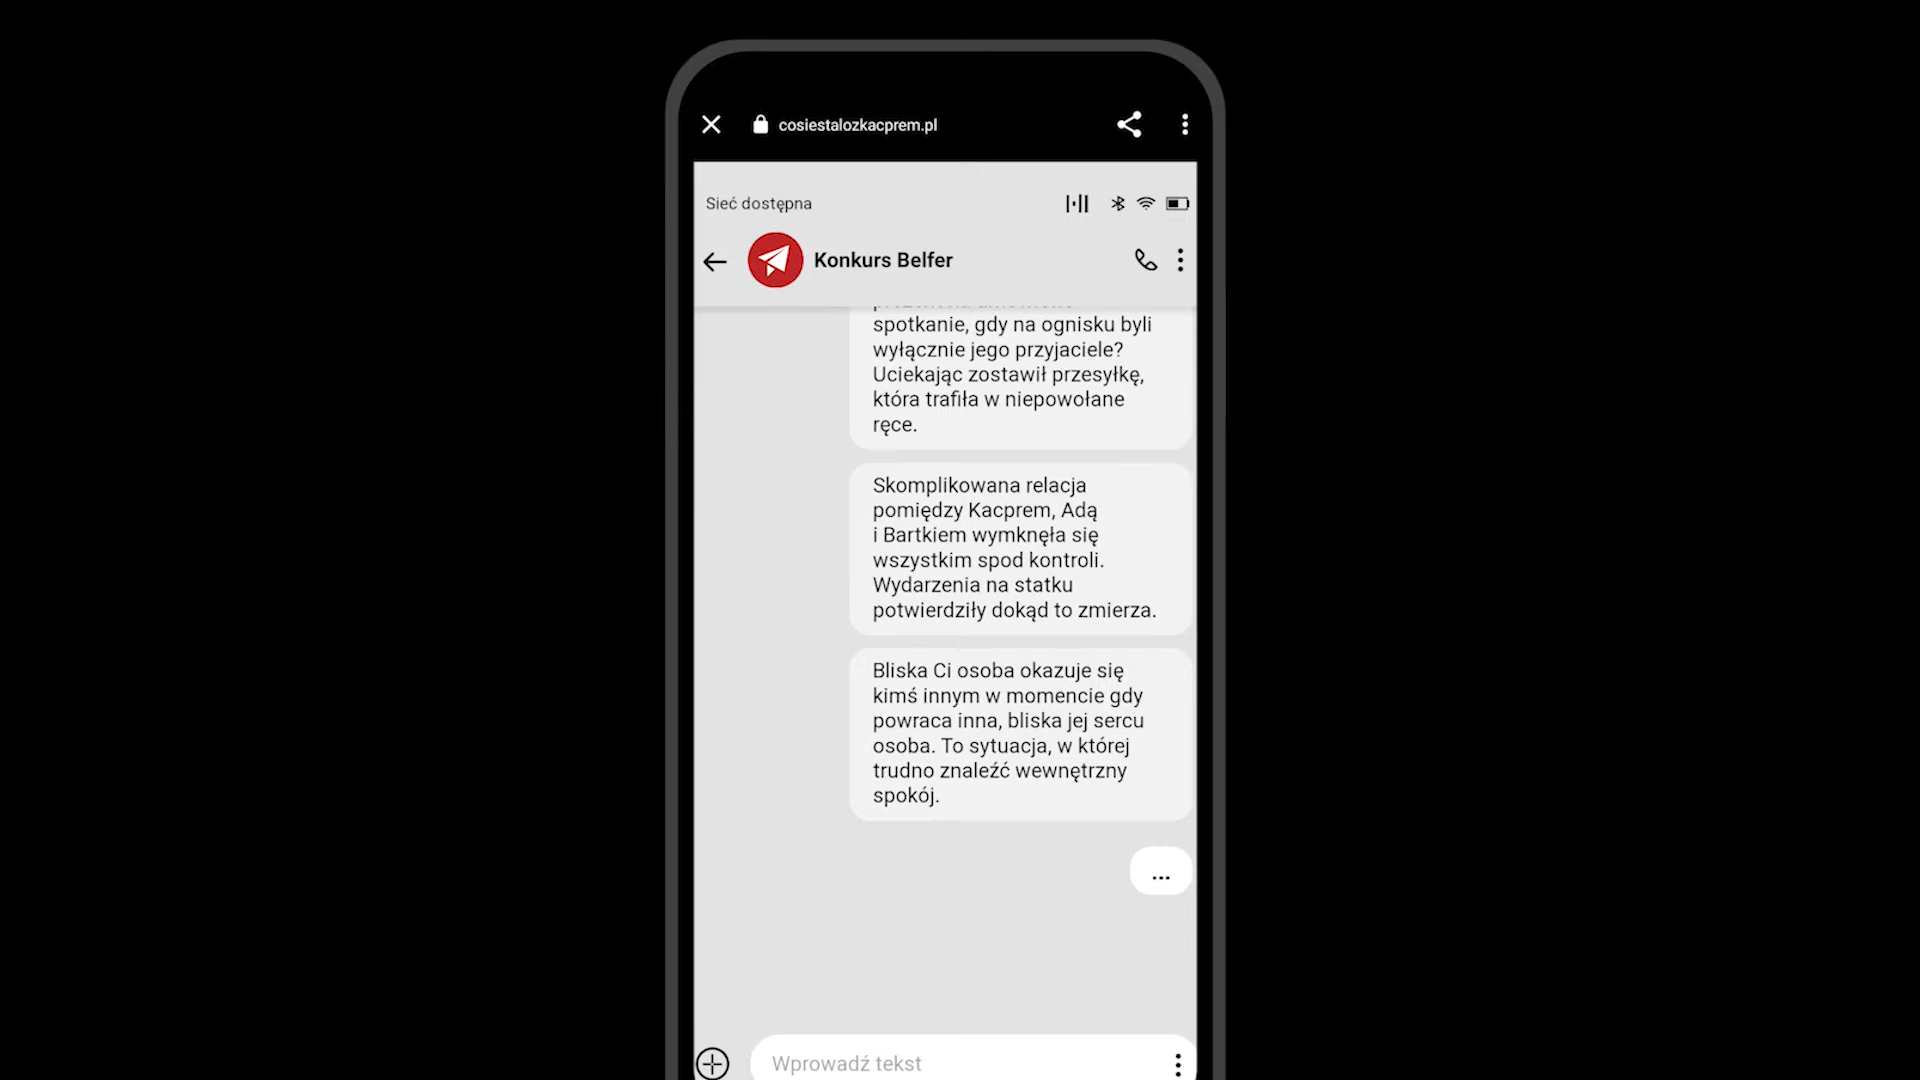 cosiestalozkacprem.pl
Sieć dostępna
Konkurs Belfer
spotkanie, gdy na ognisku byli
wyłącznie jego przyjaciele?
Uciekając zostawił przesyłkę,
która trafiła w niepowołane
ręce.
Skomplikowana relacja
pomiędzy Kacprem, Adą
i Bartkiem wymknęła się
wszystkim spod kontroli.
Wydarzenia na statku
potwierdziły dokąd to zmierza.
Bliska Ci osoba okazuje się
kimś innym w momencie gdy
powraca inna, bliska jej sercu
osoba. To sytuacja, w której
trudno znaleźć wewnętrzny
spokój.
...
Wprowadź tekst